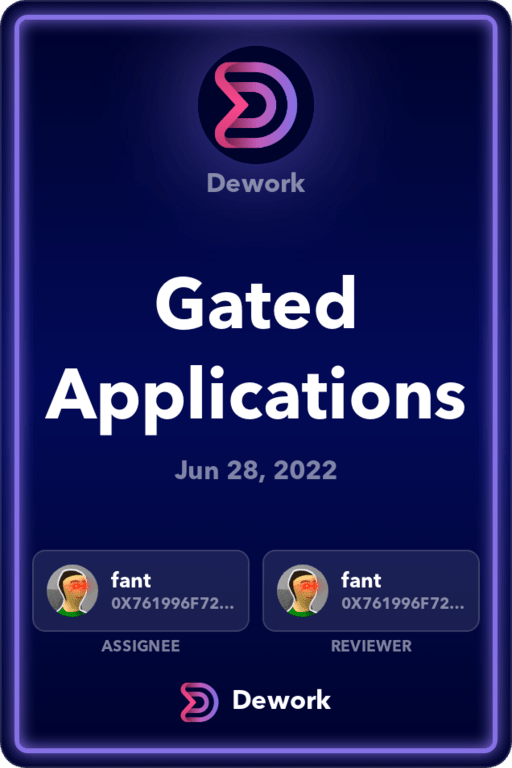 Dework
Gated
Applications
Jun 28, 2022
fant
0X761996F72...
ASSIGNEE
fant
0X761996F72...
REVIEWER
Dework